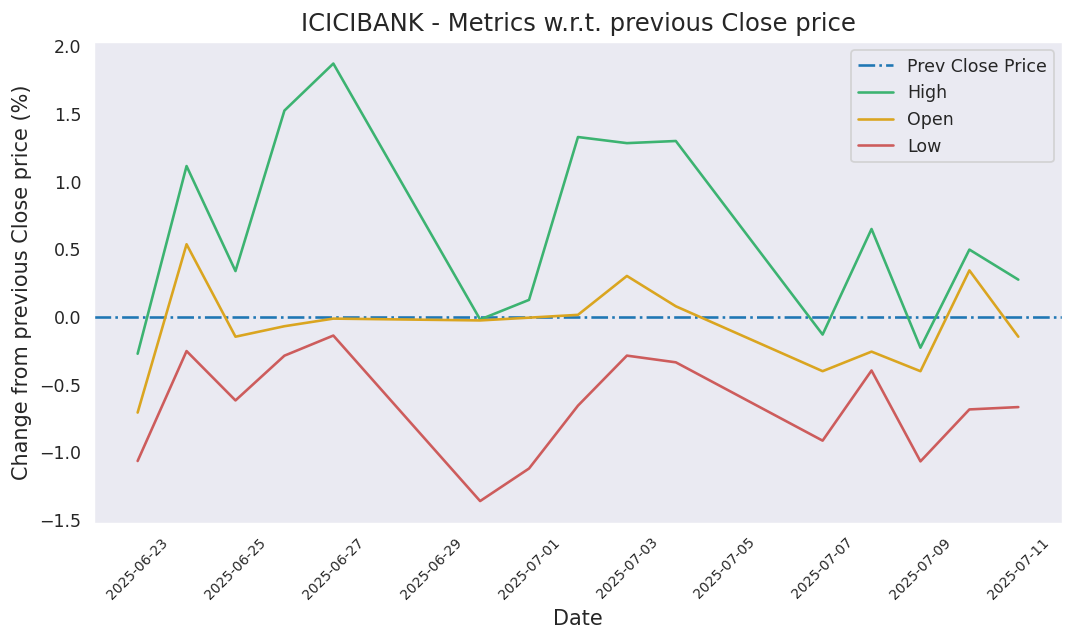 ICICIBANK - Metrics w.r.t. previous Close price
Change from previous Close price (%)
2.0
1.5
1.0
0.5
0.0
−0.5
−1.0
−1.5
Prev Close Price
High
Open
Low
2025-06-23
2025-06-25
2025-06-27
2025-06-29
2025-07-01
2025-07-03
2025-07-05
2025-07-07
2025-07-09
2025-07-11
Date